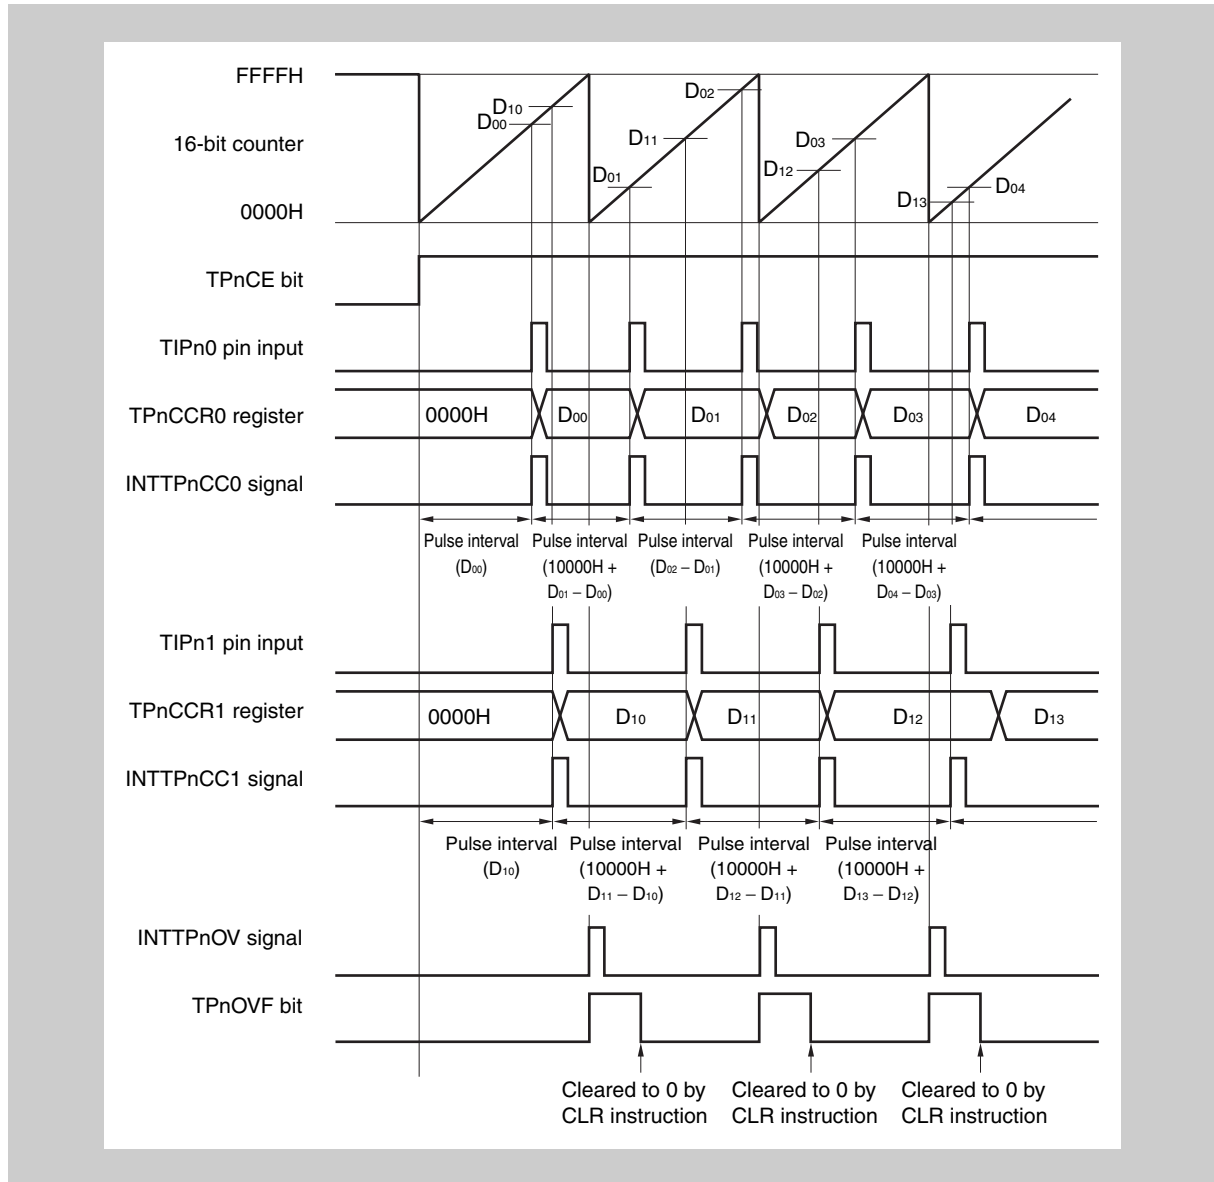 FFFFH
D10
D00
D02
16-bit counter
D11
D03
D12
D01
D13
D04
0000H
TPnCE bit
TIPn0 pin input
TPnCCR0 register
0000H
D00
D01
D02
D03
D04
INTTPnCC0 signal
Pulse interval
(D00)
Pulse interval
(10000H +
D01 – D00)
Pulse interval
(D02 – D01)
Pulse interval
(10000H +
D03 – D02)
Pulse interval
(10000H +
D04 – D03)
TIPn1 pin input
TPnCCR1 register
0000H
D10
D11
D12
D13
INTTPnCC1 signal
Pulse interval
(D10)
Pulse interval
(10000H +
D11 – D10)
Pulse interval
(10000H +
D12 – D11)
Pulse interval
(10000H +
D13 – D12)
INTTPnOV signal
TPnOVF bit
Cleared to 0 by
CLR instruction
Cleared to 0 by
CLR instruction
Cleared to 0 by
CLR instruction